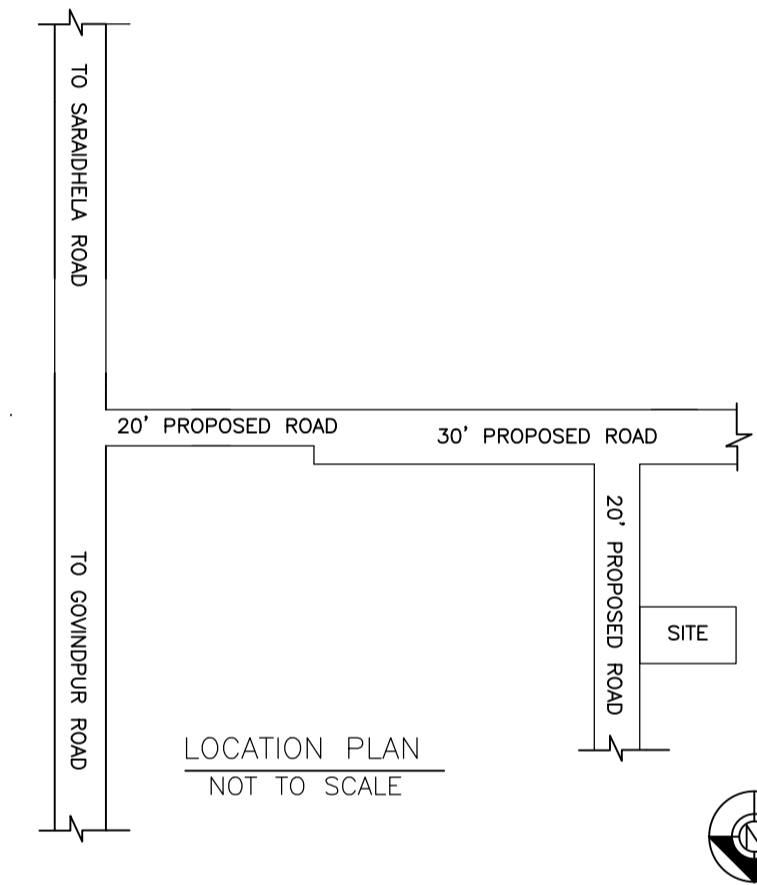 TO SARAIDHELA ROAD
20' PROPOSED ROAD
30' PROPOSED ROAD
20' PROPOSED ROAD
TO GOVINDPUR ROAD
SITE
LOCATION PLAN
NOT TO SCALE
N